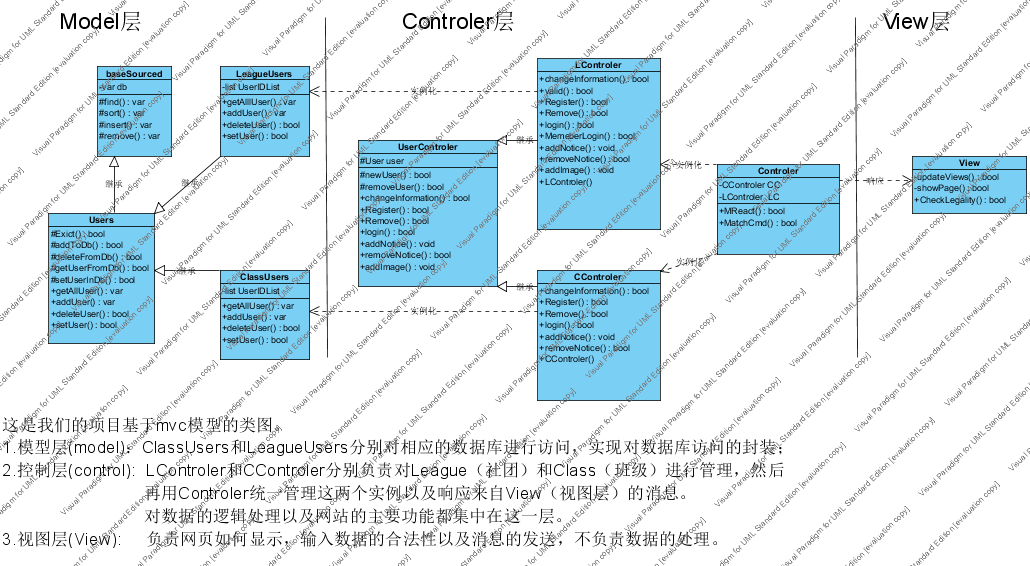 Model层
Controler层
View层
baseSourced
-var db
#find() : var
#sort() : var
#insert() : var
#remove() : var
LeagueUsers
-list UserIDList
+getAlllUser() : var
+addUser() : var
+deleteUser() : bool
+setUser() : bool
继承
继承
Users
#Exict() : bool
#addToDb() : bool
#deleteFromDb() : bool
#getUserFromDb() : bool
#setUserInDb() : bool
+getAllUser() : var
+addUser() : var
+deleteUser() : bool
+setUser() : bool
继承
ClassUsers
-list UserIDList
+getAllUser() : var
+addUser() : var
+deleteUser() : bool
+setUser() : bool
实例化
实例化
UserControler
#User user
#newUser() : bool
#removeUser() : bool
+changeInformation() : bool
+Register() : bool
+Remove() : bool
+login() : bool
+addNotice() : void
+removeNotice() : bool
+addImage() : void
继承
继承
LControler
+changeInformation() : bool
+vaild() : bool
+Register() : bool
+Remove() : bool
+login() : bool
+MemeberLogin() : bool
+addNotice() : void
+removeNotice() : bool
+addImage() : void
+LControler()
CControler
+changeInformation() : bool
+Register() : bool
+Remove() : bool
+login() : bool
+addNotice() : void
+removeNotice() : bool
+CControler()
实例化
实例化
Controler
-CControler CC
-LControler LC
+MReact() : bool
+MatchCmd() : bool
响应
View
-updateViews() : bool
-showPage() : bool
+CheckLegality() : bool
这是我们的项目基于mvc模型的类图
1.模型层(model)：ClassUsers和LeagueUsers分别对相应的数据库进行访问，实现对数据库访问的封装；
2.控制层(control): LControler和CControler分别负责对League（社团）和Class（班级）进行管理，然后
再用Controler统一管理这两个实例以及响应来自View（视图层）的消息。
对数据的逻辑处理以及网站的主要功能都集中在这一层。
3.视图层(View): 负责网页如何显示，输入数据的合法性以及消息的发送，不负责数据的处理。
Visual Paradigm for UML Standard Edition [evaluation copy]